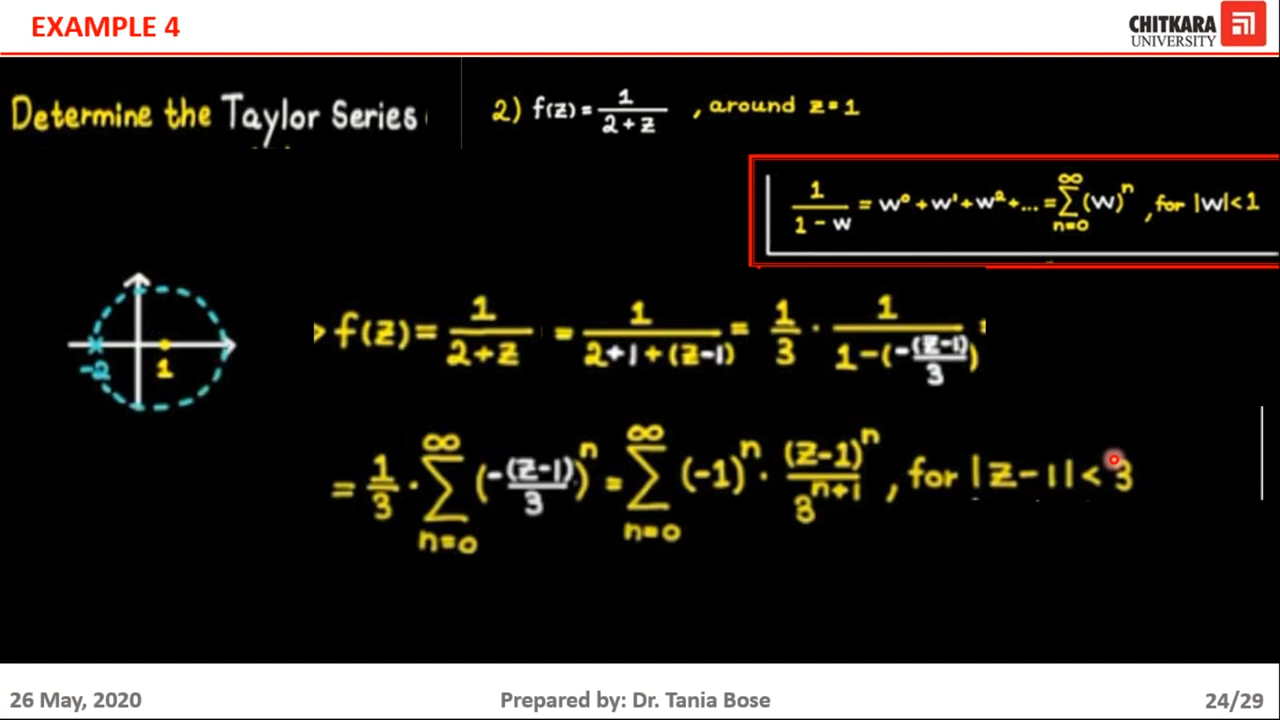 EXAMPLE 4
CHITKARA
UNIVERSITY
Determine the Taylor Series
2) f(z) = 1/(2+z) , around z=1
1/(1-w) = w⁰ + w¹ + w² + ... = ∑_{n=0}^{∞} (w)ⁿ , for |w|<1
-2 1
f(z) = 1/(2+z) = 1/(2+1+(z-1)) = 1/3 · 1/(1-(-(z-1)/3))
= 1/3 · ∑_{n=0}^{∞} (-(z-1)/3)ⁿ = ∑_{n=0}^{∞} (-1)ⁿ · (z-1)ⁿ/3ⁿ⁺¹ , for |z-1| < 3
26 May, 2020
Prepared by: Dr. Tania Bose
24/29